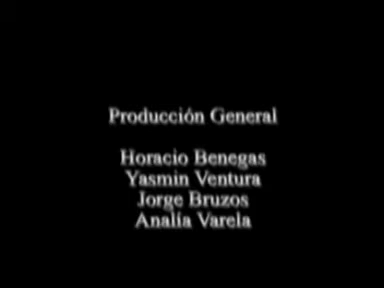 Producción General
Horacio Benegas
Yasmin Ventura
Jorge Bruzos
Analía Varela